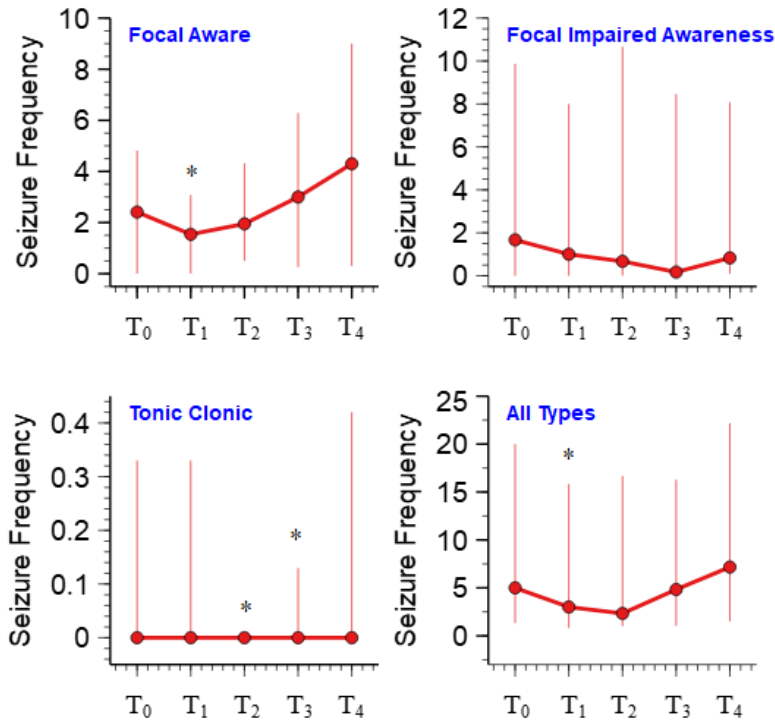 Focal Aware
Seizure Frequency
10
8
6
4
2
0
*
T₀ T₁ T₂ T₃ T₄
Focal Impaired Awareness
Seizure Frequency
12
10
8
6
4
2
0
T₀ T₁ T₂ T₃ T₄
Tonic Clonic
Seizure Frequency
0.4
0.3
0.2
0.1
0
*
*
T₀ T₁ T₂ T₃ T₄
All Types
Seizure Frequency
25
20
15
10
5
0
*
T₀ T₁ T₂ T₃ T₄